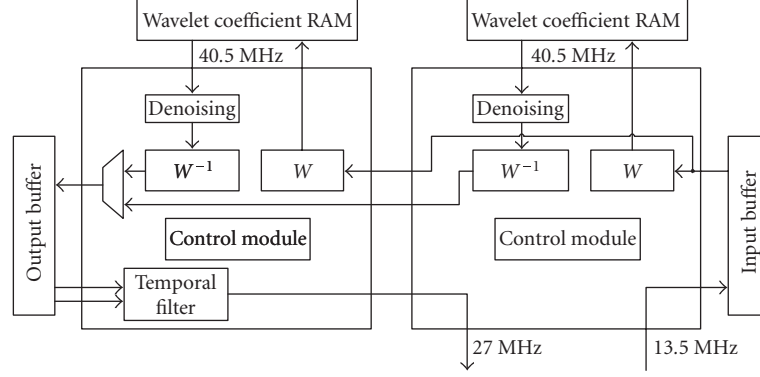 Wavelet coefficient RAM
Wavelet coefficient RAM
40.5 MHz
40.5 MHz
Denoising
Denoising
W−1
W
W−1
W
Output buffer
Input buffer
Control module
Control module
Temporal
filter
27 MHz
13.5 MHz